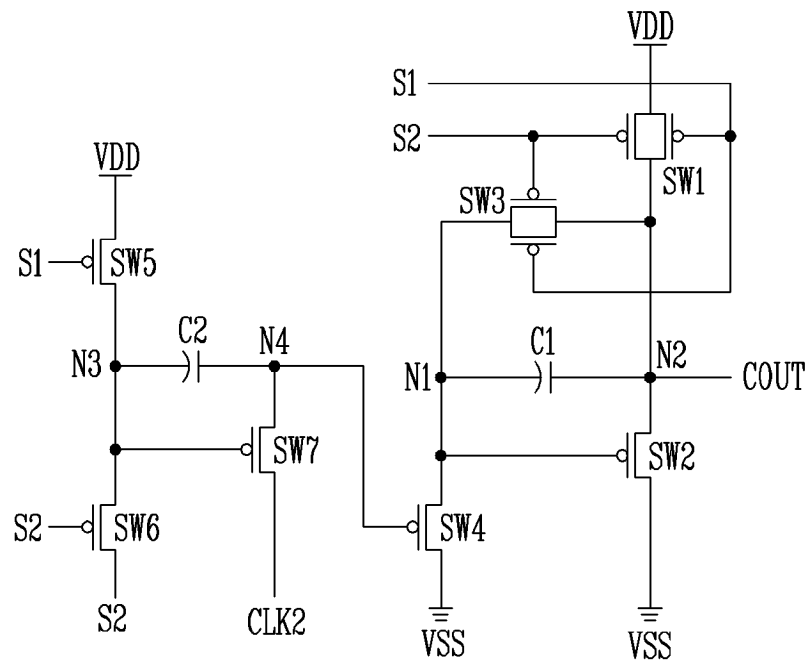 VDD
S1
S2
SW1
VDD
SW3
S1
SW5
C2
N3
N4
N1
C1
N2
COUT
SW7
SW2
S2
SW6
SW4
S2
CLK2
VSS
VSS